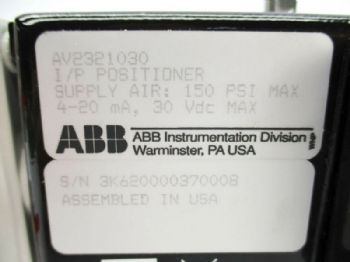 AV2321030
I/P POSITIONER
SUPPLY AIR: 150 PSI MAX
4-20 mA, 30 Vdc MAX
ABB ABB Instrumentation Division
Warminster, PA USA
S/N 3K620000370008
ASSEMBLED IN USA